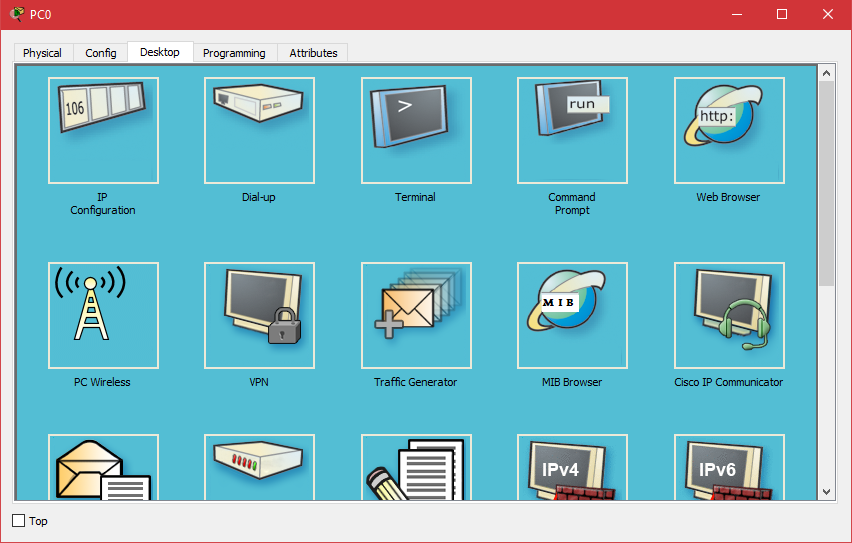 PC0
Physical
Config
Desktop
Programming
Attributes
106
>
run
http:
IP
Configuration
Dial-up
Terminal
Command
Prompt
Web Browser
MIB
PC Wireless
VPN
Traffic Generator
MIB Browser
Cisco IP Communicator
IPv4
IPv6
Top